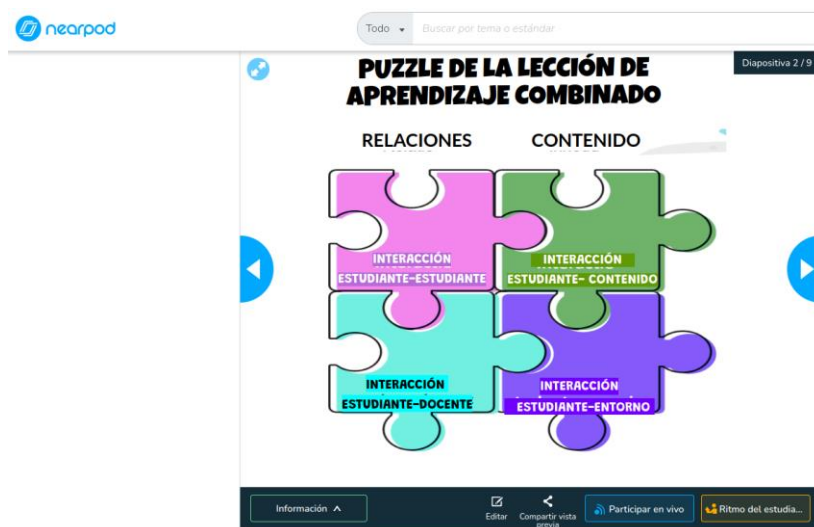 nearpod
Todo
Buscar por tema o estándar
Diapositiva 2 / 9
PUZZLE DE LA LECCIÓN DE
APRENDIZAJE COMBINADO
RELACIONES
CONTENIDO
INTERACCIÓN
ESTUDIANTE-ESTUDIANTE
INTERACCIÓN
ESTUDIANTE- CONTENIDO
INTERACCIÓN
ESTUDIANTE-DOCENTE
INTERACCIÓN
ESTUDIANTE-ENTORNO
Información
Editar
Compartir vista
previa
Participar en vivo
Ritmo del estudia...